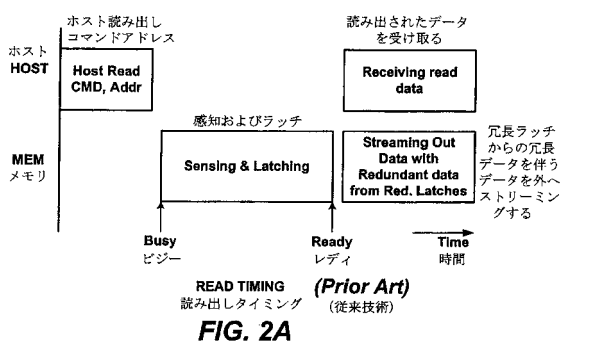 ホスト読み出し
コマンドアドレス
読み出されたデータ
を受け取る
ホスト
HOST
Host Read
CMD, Addr
Receiving read
data
感知およびラッチ
MEM
メモリ
Sensing & Latching
Streaming Out
Data with
Redundant data
from Red. Latches
冗長ラッチ
からの冗長
データを伴う
データを外へ
ストリーミン
グする
Busy
ビジー
Ready
レディ
Time
時間
READ TIMING
読み出しタイミング
(Prior Art)
(従来技術)
FIG. 2A